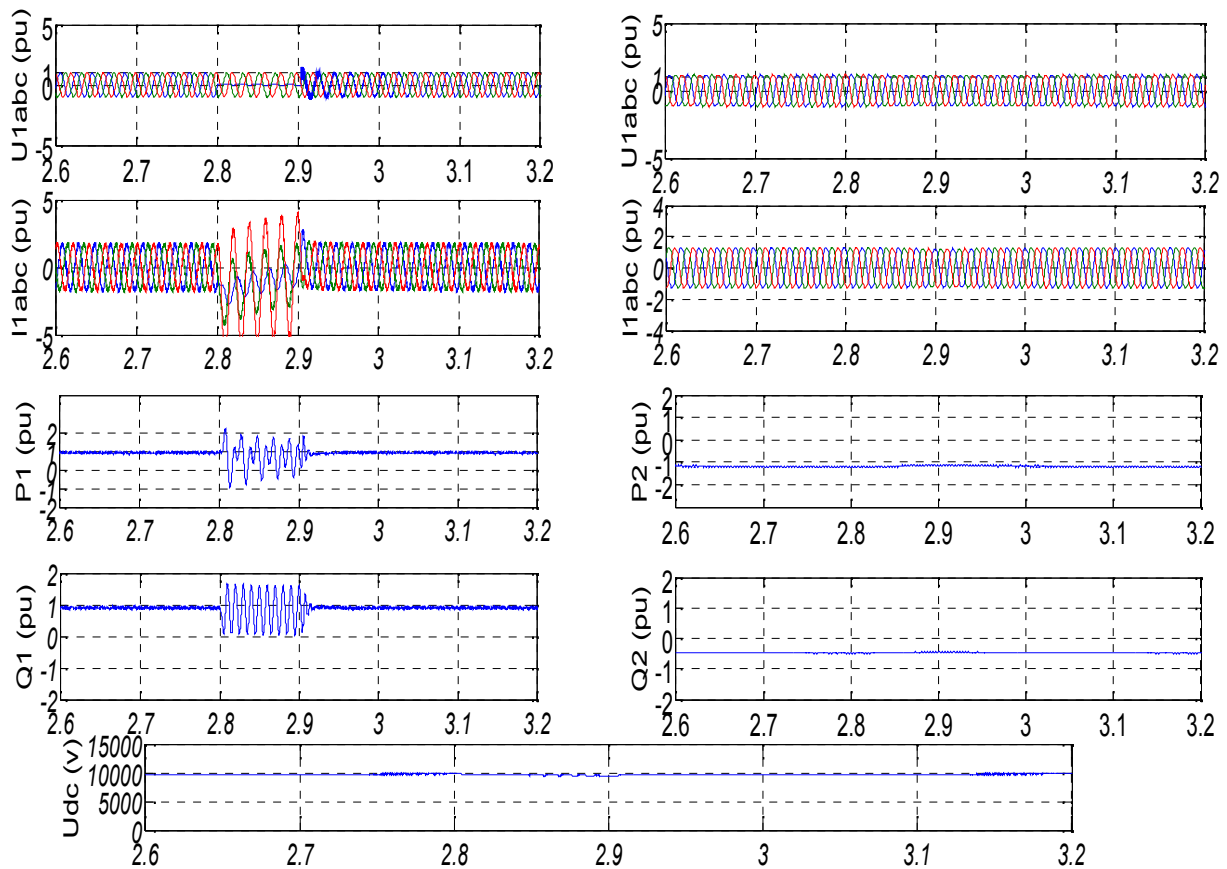 U1abc (pu)
5
1
0
-5
2.6 2.7 2.8 2.9 3 3.1 3.2
U1abc (pu)
5
1
0
-5
2.6 2.7 2.8 2.9 3 3.1 3.2
I1abc (pu)
5
0
-5
2.6 2.7 2.8 2.9 3 3.1 3.2
I1abc (pu)
4
2
0
-2
-4
2.6 2.7 2.8 2.9 3 3.1 3.2
P1 (pu)
2
1
0
-1
-2
2.6 2.7 2.8 2.9 3 3.1 3.2
P2 (pu)
2
1
0
-1
-2
2.6 2.7 2.8 2.9 3 3.1 3.2
Q1 (pu)
2
1
0
-1
-2
2.6 2.7 2.8 2.9 3 3.1 3.2
Q2 (pu)
2
1
0
-1
-2
2.6 2.7 2.8 2.9 3 3.1 3.2
Udc (v)
15000
10000
5000
0
2.6 2.7 2.8 2.9 3 3.1 3.2